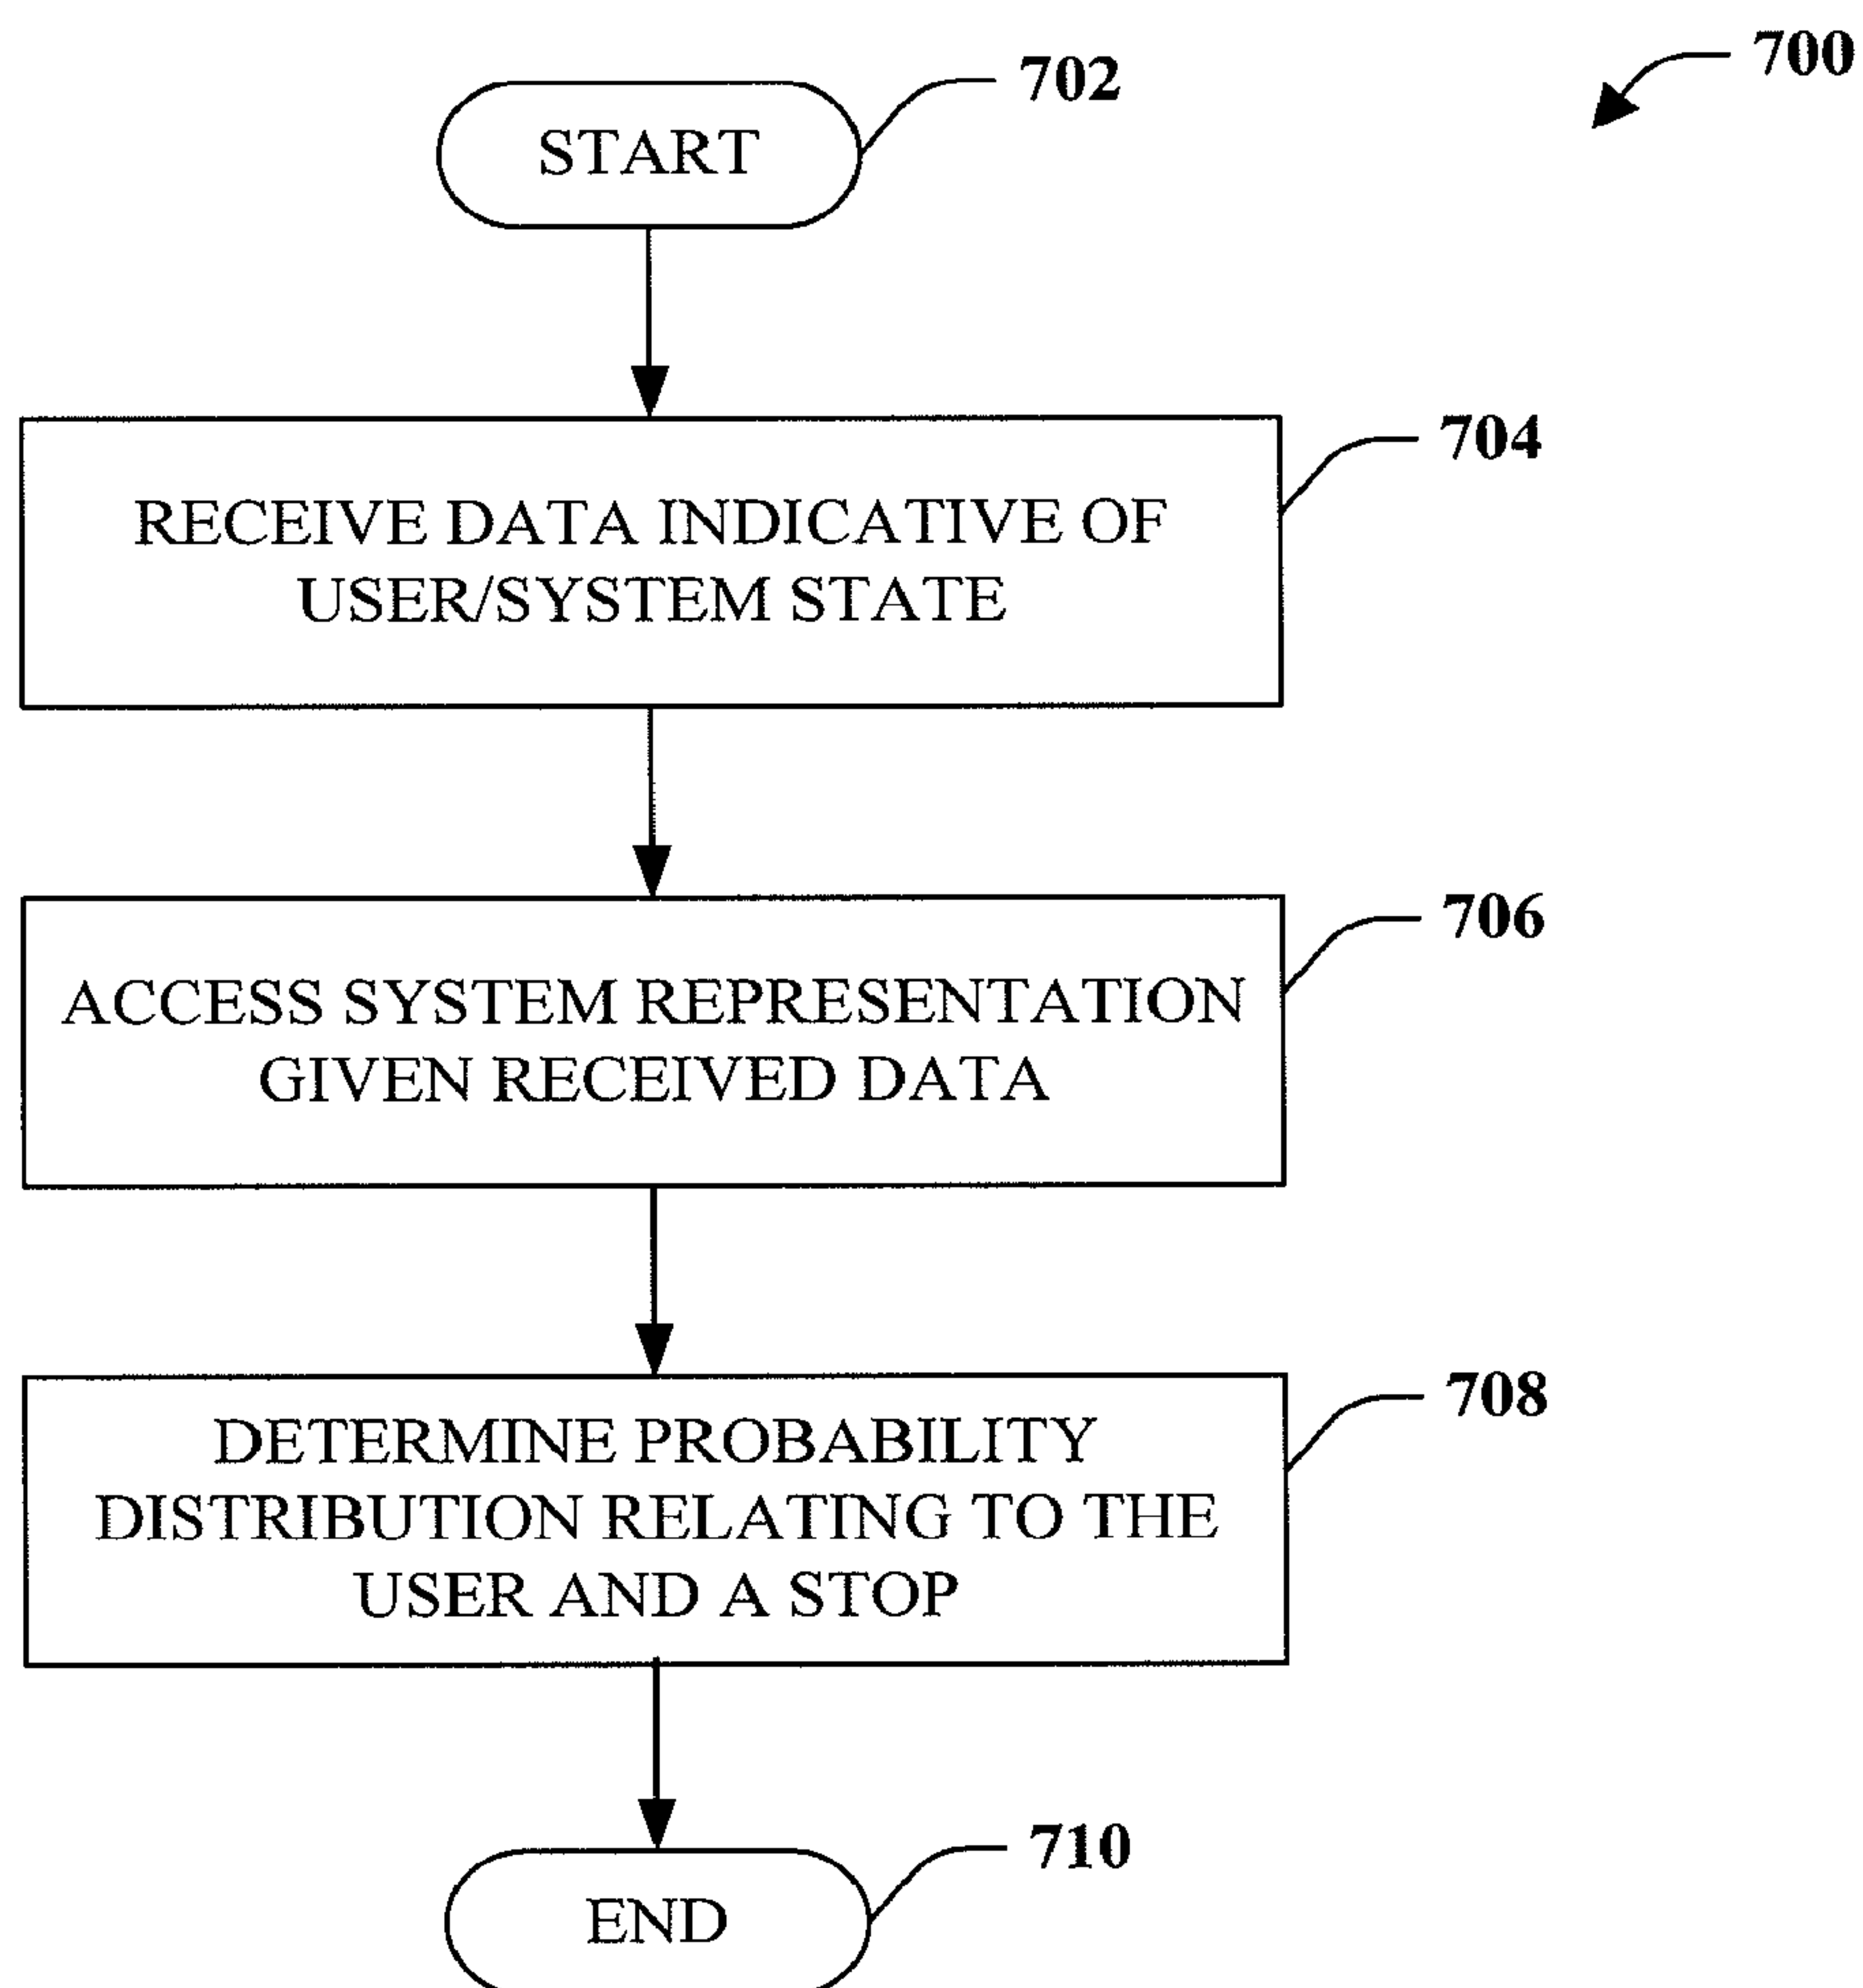 700
702
START
704
RECEIVE DATA INDICATIVE OF
USER/SYSTEM STATE
706
ACCESS SYSTEM REPRESENTATION
GIVEN RECEIVED DATA
708
DETERMINE PROBABILITY
DISTRIBUTION RELATING TO THE
USER AND A STOP
710
END